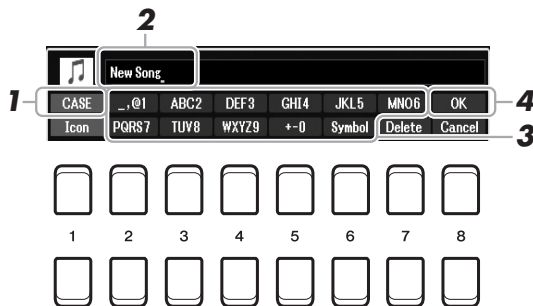 2
New Song_
1 CASE _,@1 ABC2 DEF3 GHI4 JKL5 MNO6 OK 4
Icon PQRS7 TUV8 WXYZ9 +-0 Symbol Delete Cancel 3
1 2 3 4 5 6 7 8